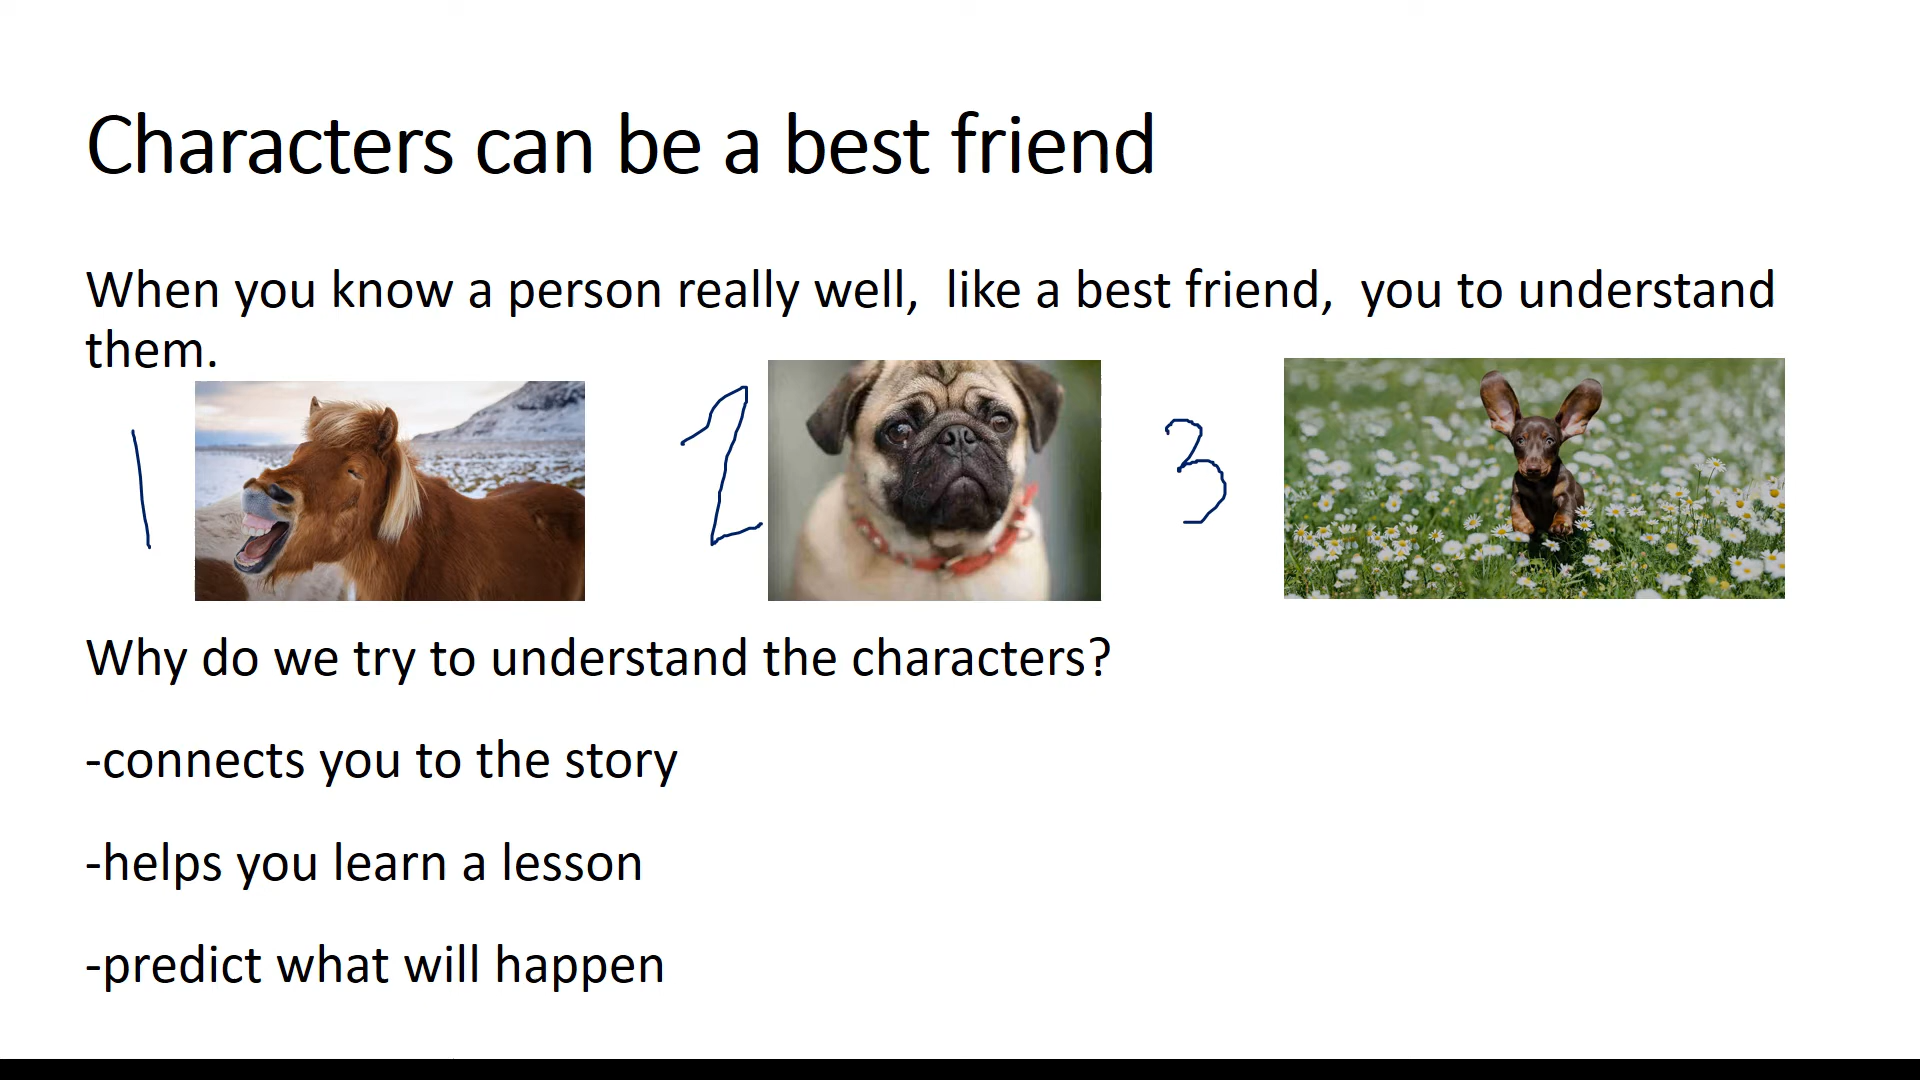 Characters can be a best friend
When you know a person really well,  like a best friend,  you to understand
them.
1 2 3
Why do we try to understand the characters?
-connects you to the story
-helps you learn a lesson
-predict what will happen